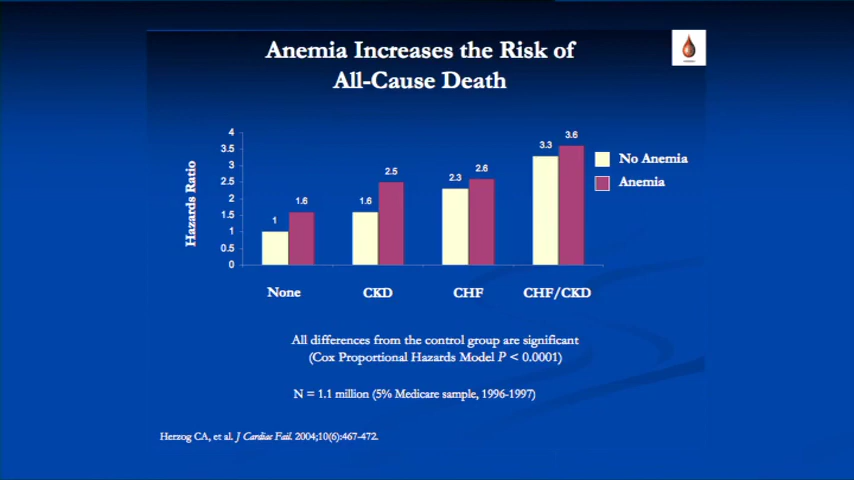 Anemia Increases the Risk of
All-Cause Death
4
3.5
3
2.5
2
1.5
1
0.5
0
Hazards Ratio
1
1.6
1.6
2.5
2.3
2.6
3.3
3.6
No Anemia
Anemia
None
CKD
CHF
CHF/CKD
All differences from the control group are significant
(Cox Proportional Hazards Model P < 0.0001)
N = 1.1 million (5% Medicare sample, 1996-1997)
Herzog CA, et al. J Cardiac Fail. 2004;10(6):467-472.